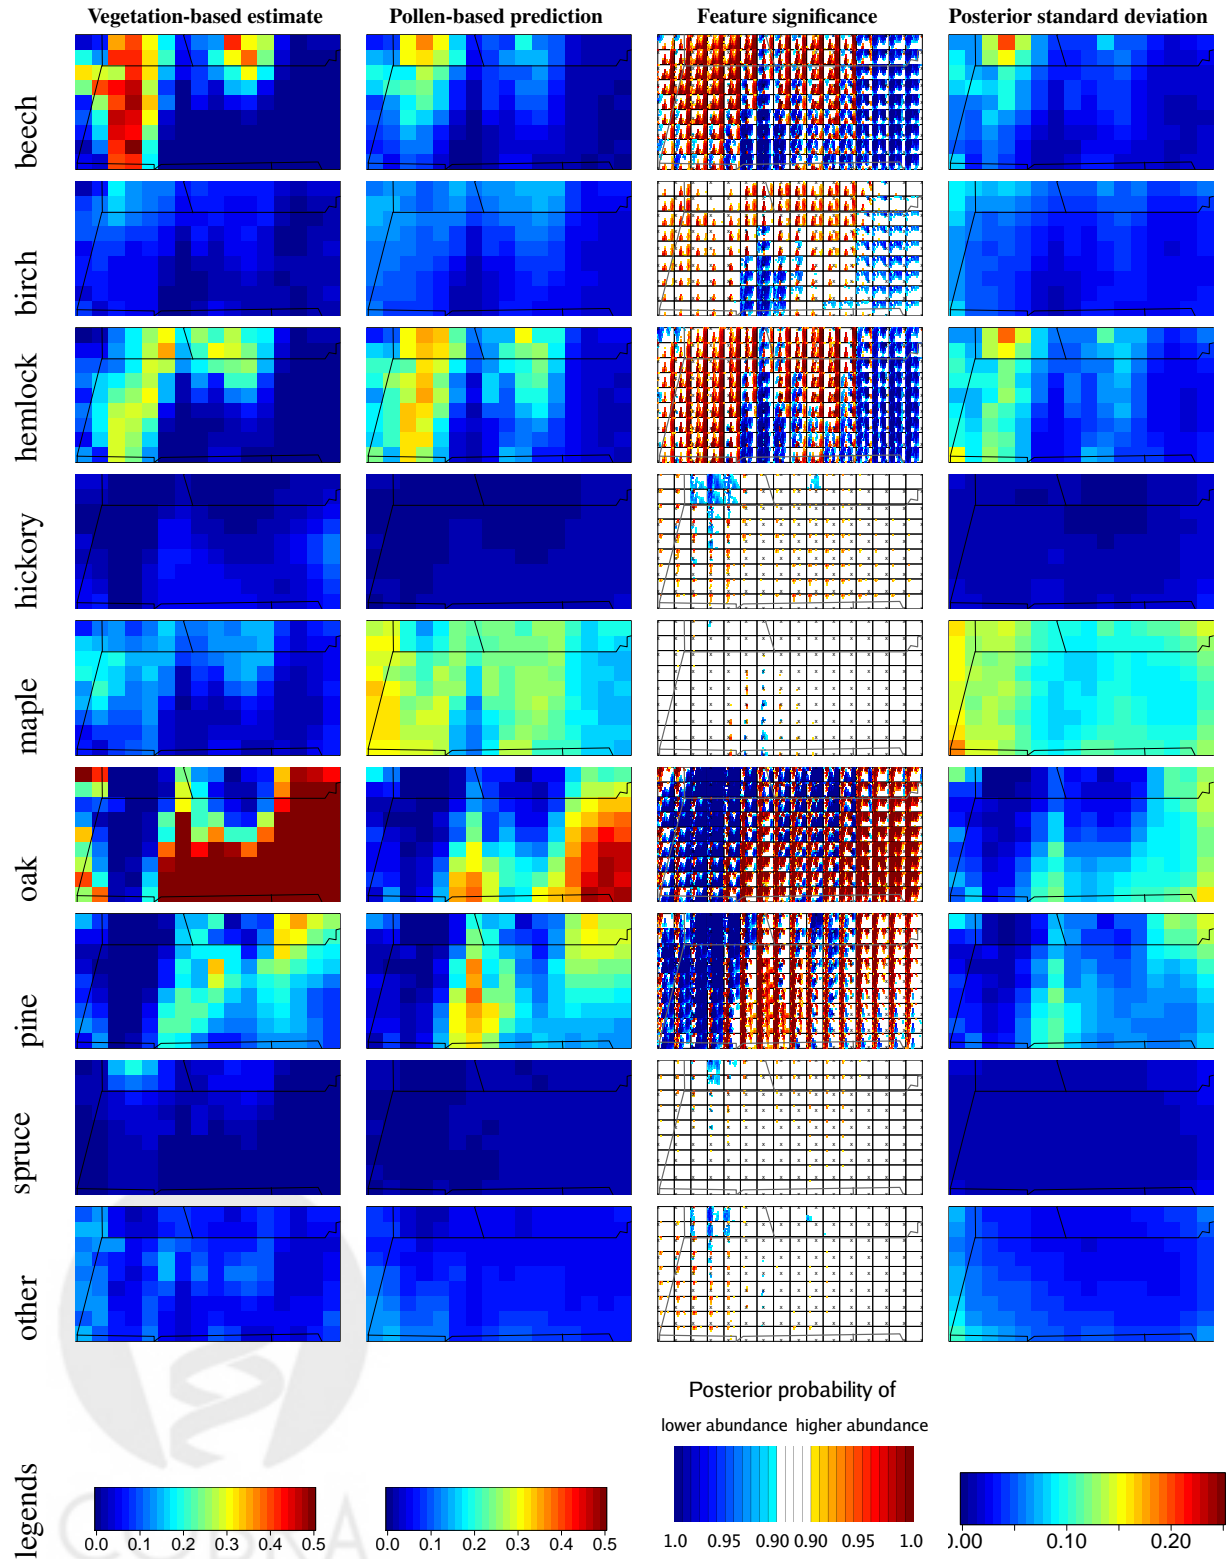 Vegetation-based estimate
Pollen-based prediction
Feature significance
Posterior standard deviation
beech
birch
hemlock
hickory
maple
oak
pine
spruce
other
legends
Posterior probability of
lower abundance higher abundance
0.0 0.1 0.2 0.3 0.4 0.5
0.0 0.1 0.2 0.3 0.4 0.5
1.0 0.95 0.90 0.90 0.95 1.0
0.00 0.10 0.20